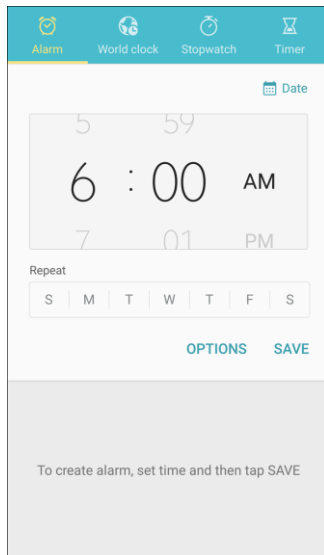 Alarm World clock Stopwatch Timer
Date
5 59
6 : 00 AM
7 01 PM
Repeat
S M T W T F S
OPTIONS SAVE
To create alarm, set time and then tap SAVE